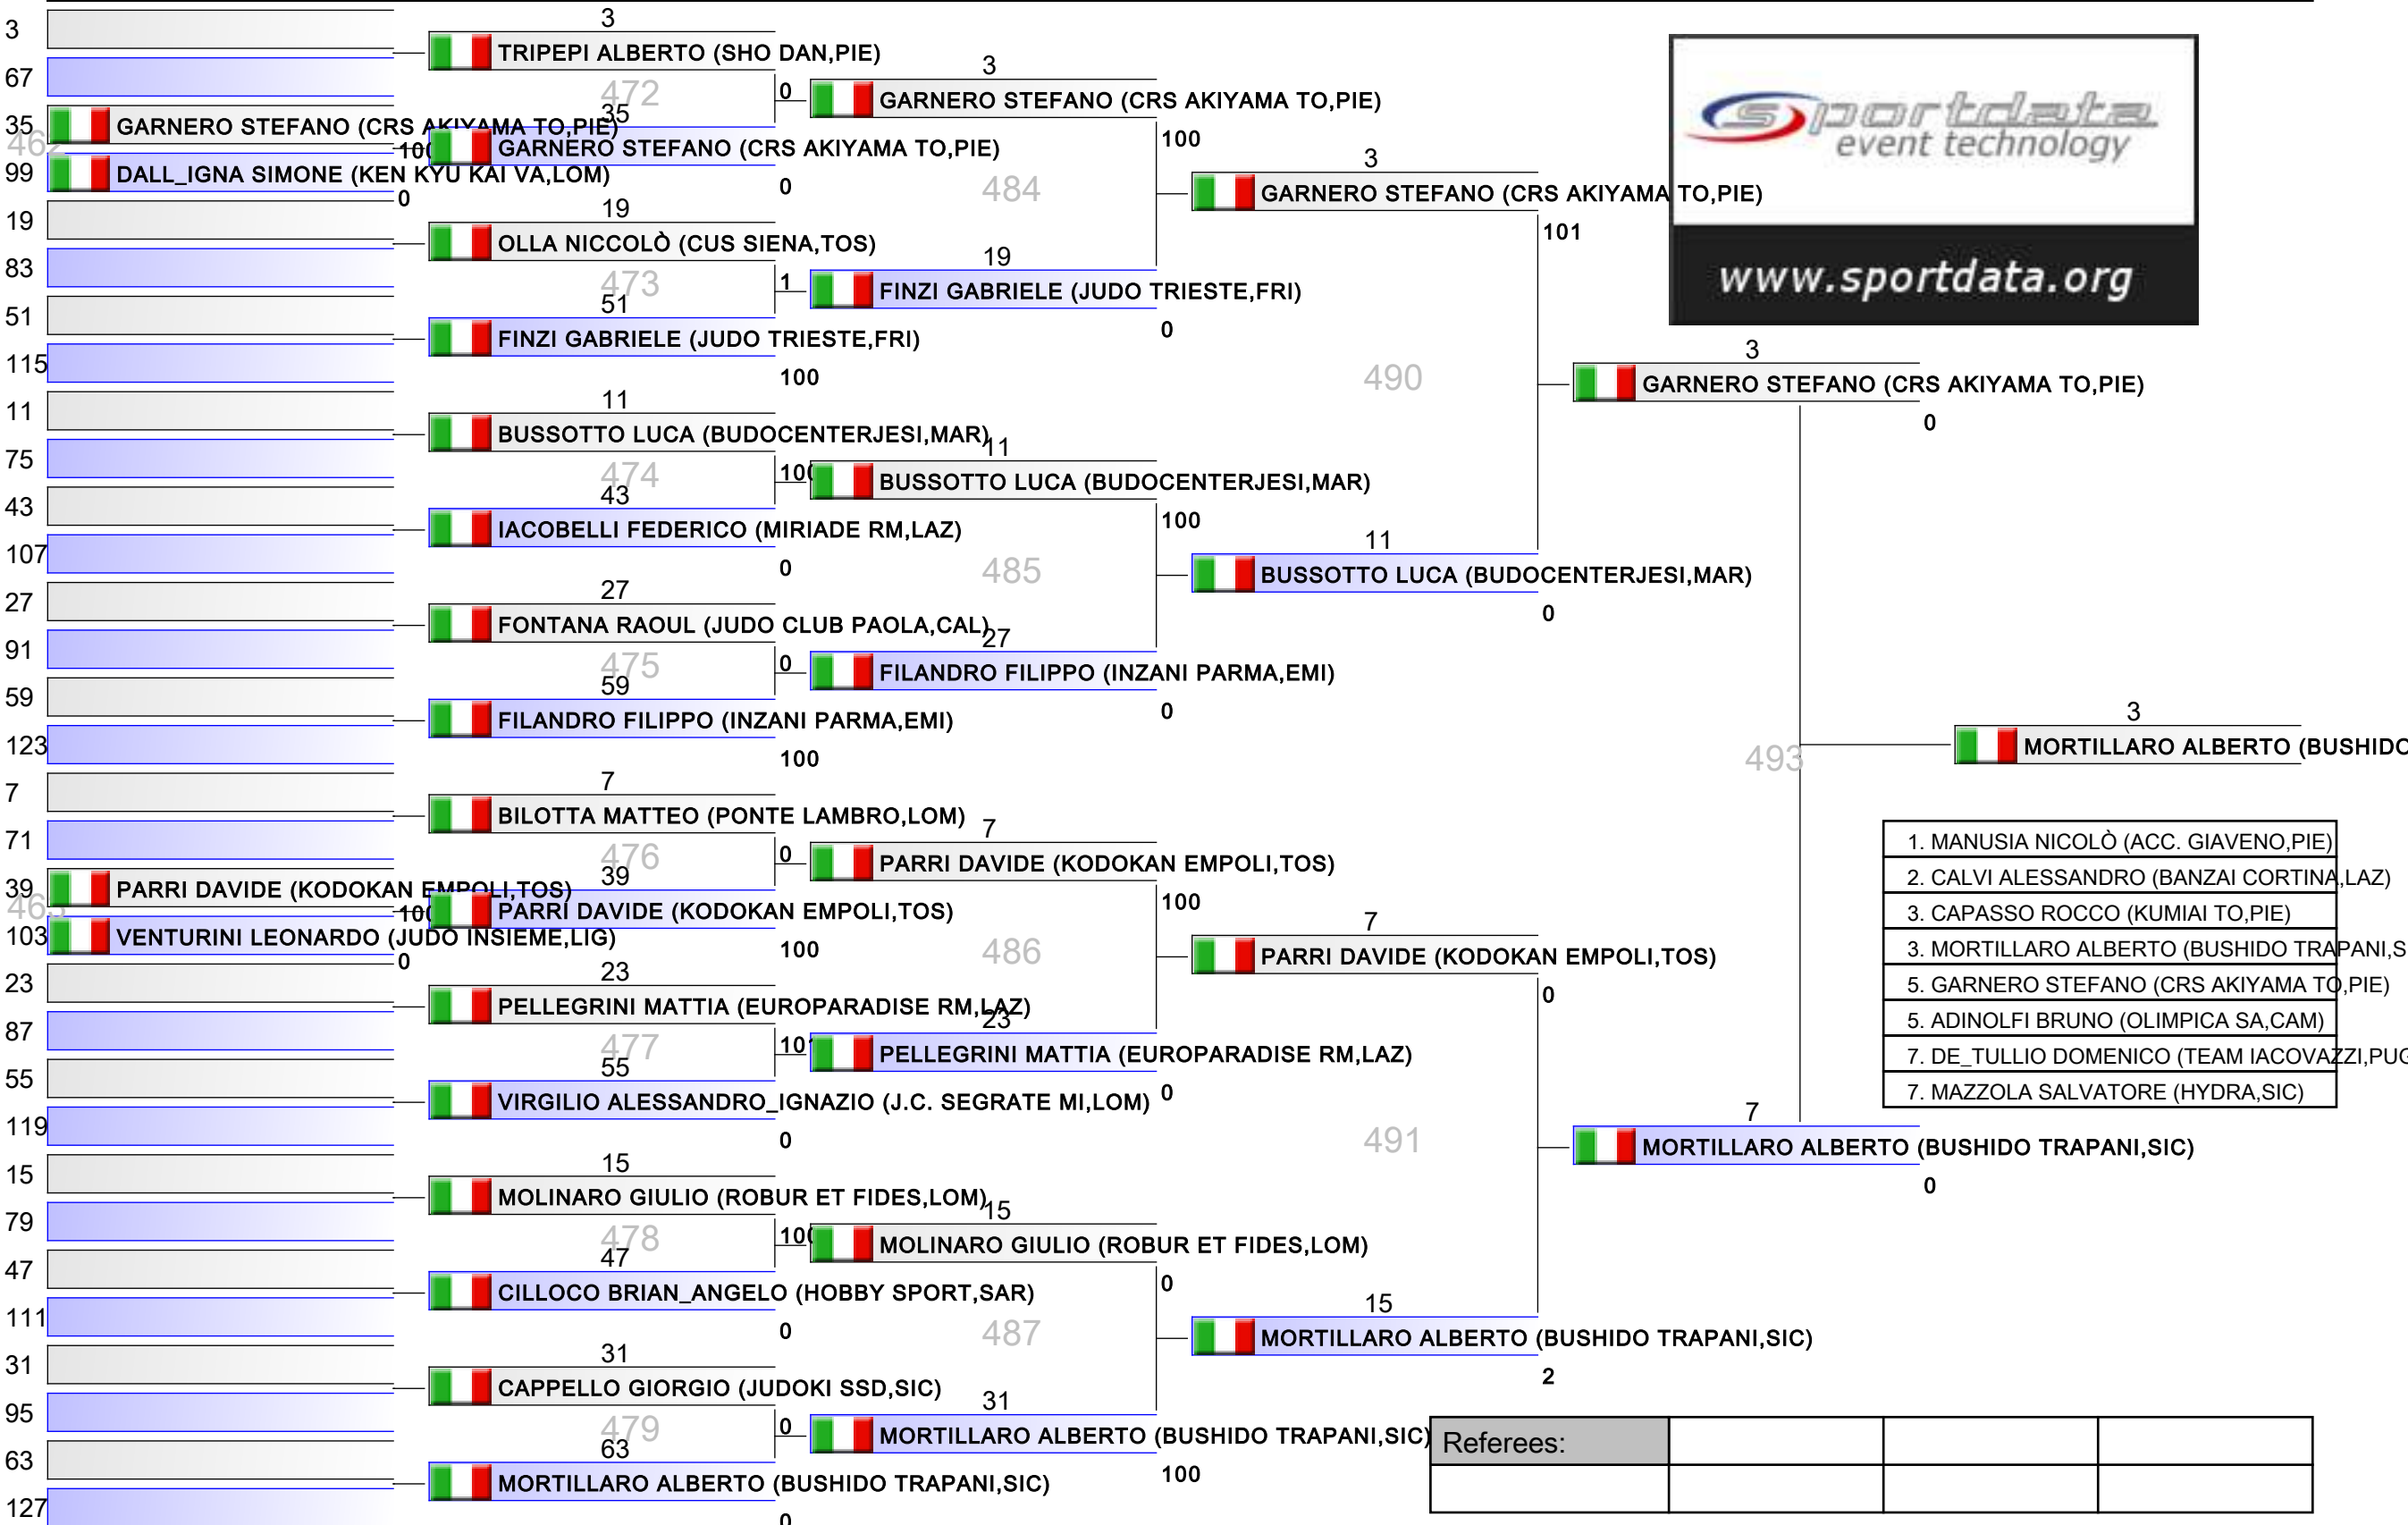 3
67
35
462
99
19
83
51
115
11
75
43
107
27
91
59
123
7
71
39
463
103
23
87
55
119
15
79
47
111
31
95
63
127
GARNERO STEFANO (CRS AKIYAMA TO,PIE)
100
DALL_IGNA SIMONE (KEN KYU KAI VA,LOM)
0
PARRI DAVIDE (KODOKAN EMPOLI,TOS)
100
VENTURINI LEONARDO (JUDO INSIEME,LIG)
0
3
TRIPEPI ALBERTO (SHO DAN,PIE)
472
0
35
GARNERO STEFANO (CRS AKIYAMA TO,PIE)
0
19
OLLA NICCOLÒ (CUS SIENA,TOS)
473
1
51
FINZI GABRIELE (JUDO TRIESTE,FRI)
100
11
BUSSOTTO LUCA (BUDOCENTERJESI,MAR)
474
100
43
IACOBELLI FEDERICO (MIRIADE RM,LAZ)
0
27
FONTANA RAOUL (JUDO CLUB PAOLA,CAL)
475
0
59
FILANDRO FILIPPO (INZANI PARMA,EMI)
100
7
BILOTTA MATTEO (PONTE LAMBRO,LOM)
476
0
39
PARRI DAVIDE (KODOKAN EMPOLI,TOS)
100
23
PELLEGRINI MATTIA (EUROPARADISE RM,LAZ)
477
55
VIRGILIO ALESSANDRO_IGNAZIO (J.C. SEGRATE MI,LOM)
0
15
MOLINARO GIULIO (ROBUR ET FIDES,LOM)
478
100
47
CILLOCO BRIAN_ANGELO (HOBBY SPORT,SAR)
0
31
CAPPELLO GIORGIO (JUDOKI SSD,SIC)
479
0
63
MORTILLARO ALBERTO (BUSHIDO TRAPANI,SIC)
0
3
GARNERO STEFANO (CRS AKIYAMA TO,PIE)
100
484
19
FINZI GABRIELE (JUDO TRIESTE,FRI)
0
11
BUSSOTTO LUCA (BUDOCENTERJESI,MAR)
100
485
27
FILANDRO FILIPPO (INZANI PARMA,EMI)
0
7
PARRI DAVIDE (KODOKAN EMPOLI,TOS)
100
486
23
PELLEGRINI MATTIA (EUROPARADISE RM,LAZ)
0
15
MOLINARO GIULIO (ROBUR ET FIDES,LOM)
0
487
31
MORTILLARO ALBERTO (BUSHIDO TRAPANI,SIC)
100
3
GARNERO STEFANO (CRS AKIYAMA TO,PIE)
101
490
11
BUSSOTTO LUCA (BUDOCENTERJESI,MAR)
0
7
PARRI DAVIDE (KODOKAN EMPOLI,TOS)
0
491
15
MORTILLARO ALBERTO (BUSHIDO TRAPANI,SIC)
2
sportdata
event technology
www.sportdata.org
3
GARNERO STEFANO (CRS AKIYAMA TO,PIE)
0
493
7
MORTILLARO ALBERTO (BUSHIDO TRAPANI,SIC)
0
3
MORTILLARO ALBERTO (BUSHIDO
1. MANUSIA NICOLÒ (ACC. GIAVENO,PIE)
2. CALVI ALESSANDRO (BANZAI CORTINA,LAZ)
3. CAPASSO ROCCO (KUMIAI TO,PIE)
3. MORTILLARO ALBERTO (BUSHIDO TRAPANI,S
5. GARNERO STEFANO (CRS AKIYAMA TO,PIE)
5. ADINOLFI BRUNO (OLIMPICA SA,CAM)
7. DE_TULLIO DOMENICO (TEAM IACOVAZZI,PUG
7. MAZZOLA SALVATORE (HYDRA,SIC)
Referees: